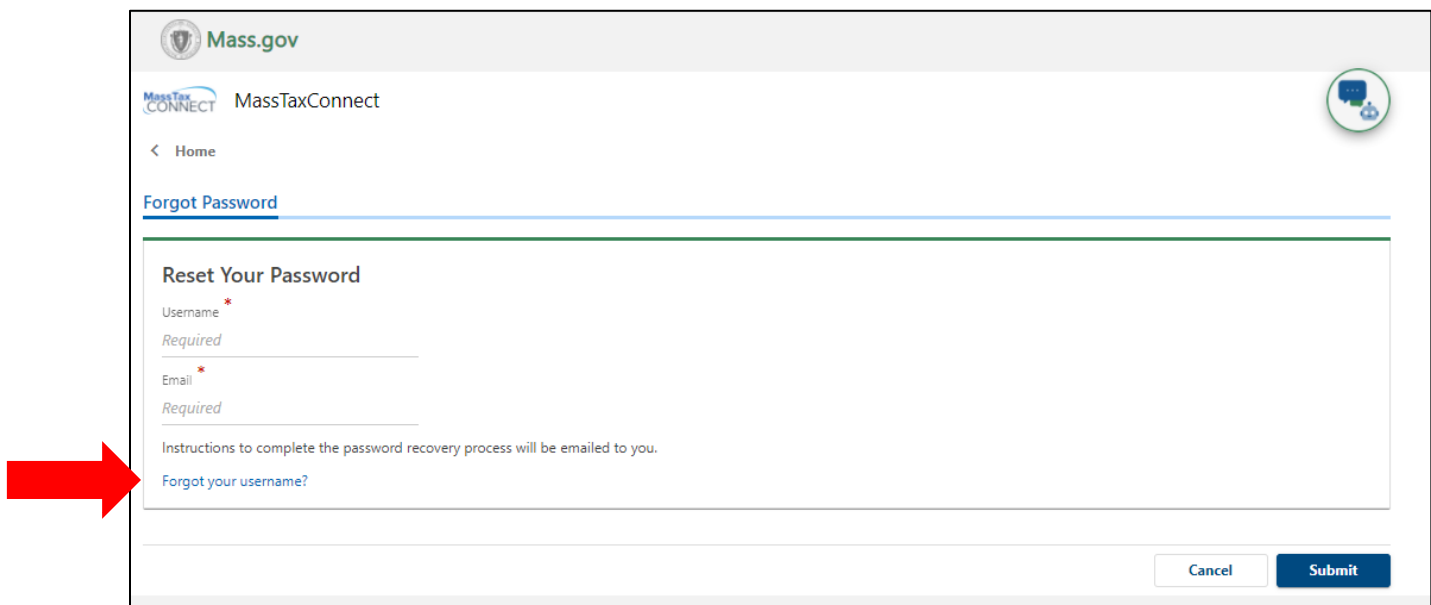 Mass.gov
MassTax CONNECT MassTaxConnect
< Home
Forgot Password
Reset Your Password
Username *
Required
Email *
Required
Instructions to complete the password recovery process will be emailed to you.
Forgot your username?
Cancel Submit